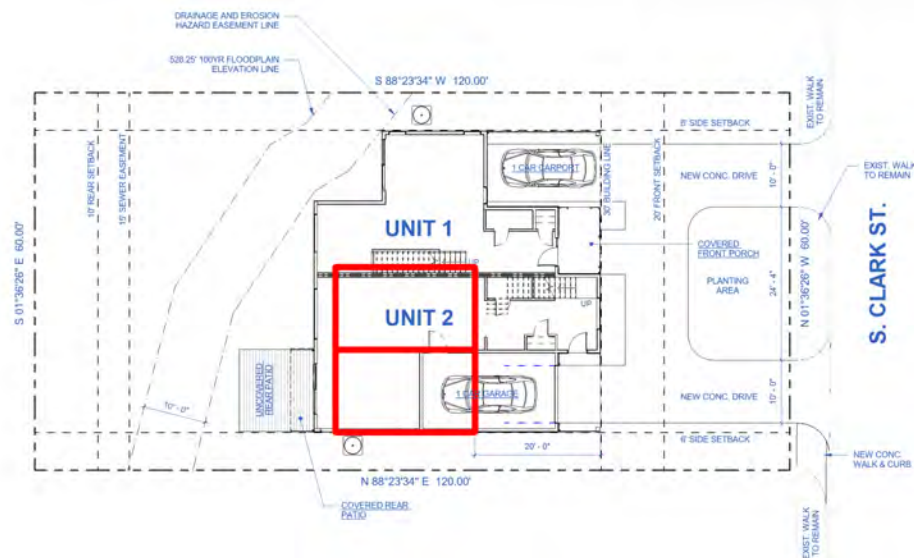 DRAINAGE AND EROSION
HAZARD EASEMENT LINE
520.25' 100YR FLOODPLAIN
ELEVATION LINE
S 88°23'34" W 120.00'
EXIST. WALK
TO REMAIN
8' SIDE SETBACK
EXIST. WALK
TO REMAIN
10' REAR SETBACK
15' SEWER EASEMENT
1 CAR CARPORT
30' BUILDING LINE
20' FRONT SETBACK
NEW CONC. DRIVE
10' - 0"
S 01°36'26" E 60.00'
UNIT 1
UP
COVERED
FRONT PORCH
PLANTING
AREA
24' - 4"
N 01°36'26" W 60.00'
S. CLARK ST.
UNIT 2
UP
UNCOVERED
REAR PATIO
1 CAR GARAGE
NEW CONC. DRIVE
10' - 0"
10' - 0"
20' - 0"
6' SIDE SETBACK
NEW CONC.
WALK & CURB
N 88°23'34" E 120.00'
COVERED REAR
PATIO
EXIST. WALK
TO REMAIN